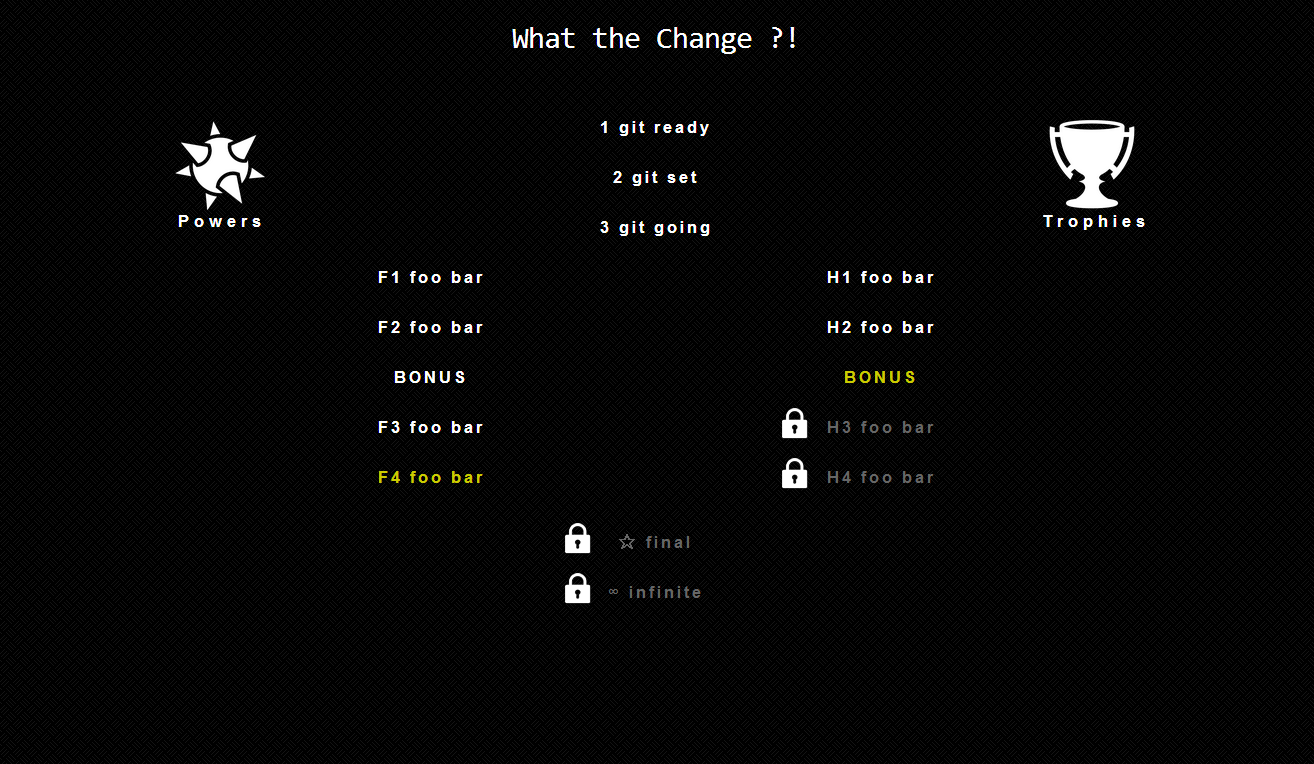 What the Change ?!
1 git ready
2 git set
3 git going
Powers
Trophies
F1 foo bar
F2 foo bar
BONUS
F3 foo bar
F4 foo bar
H1 foo bar
H2 foo bar
BONUS
H3 foo bar
H4 foo bar
☆ final
∞ infinite